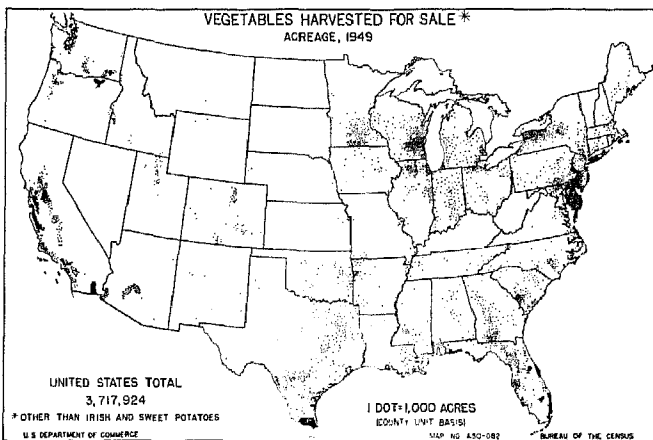 VEGETABLES HARVESTED FOR SALE*
ACREAGE, 1949
UNITED STATES TOTAL
3,717,924
*OTHER THAN IRISH AND SWEET POTATOES
U.S. DEPARTMENT OF COMMERCE
1 DOT=1,000 ACRES
(COUNTY UNIT BASIS)
MAP NO. A50-082
BUREAU OF THE CENSUS